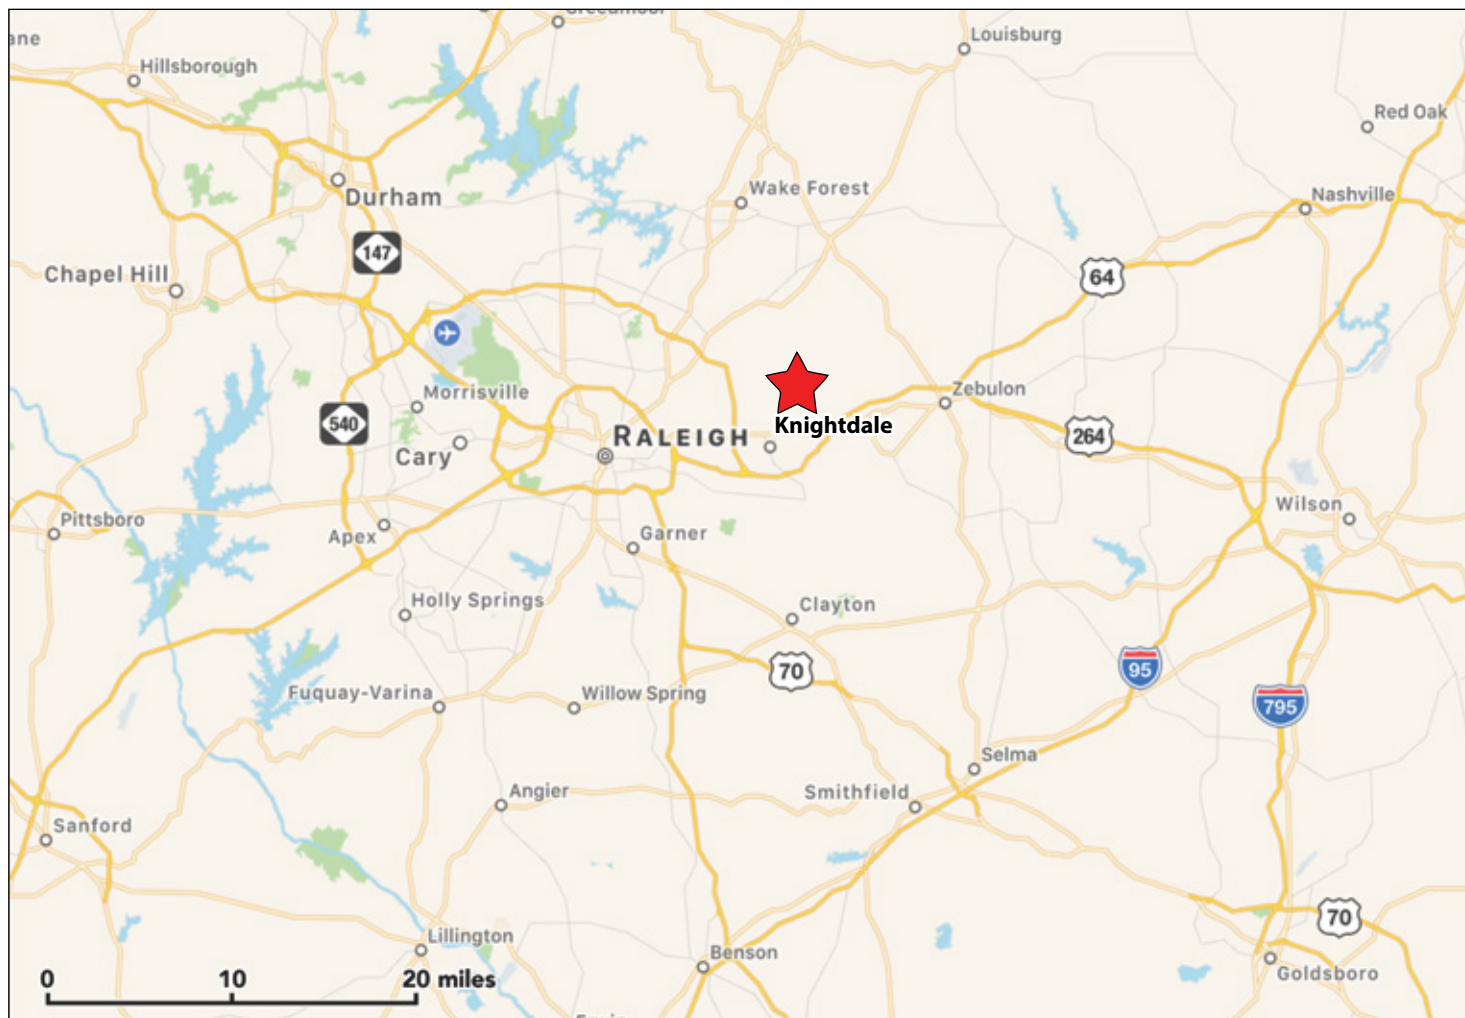 Louisburg
ane
Hillsborough
Red Oak
Durham
Wake Forest
Nashville
147
Chapel Hill
64
Morrisville
Zebulon
540
RALEIGH
Knightdale
264
Cary
Pittsboro
Wilson
Apex
Garner
Holly Springs
Clayton
70
95
Fuquay-Varina
Willow Spring
795
Selma
Angier
Smithfield
Sanford
70
Lillington
Benson
Goldsboro
0 10 20 miles